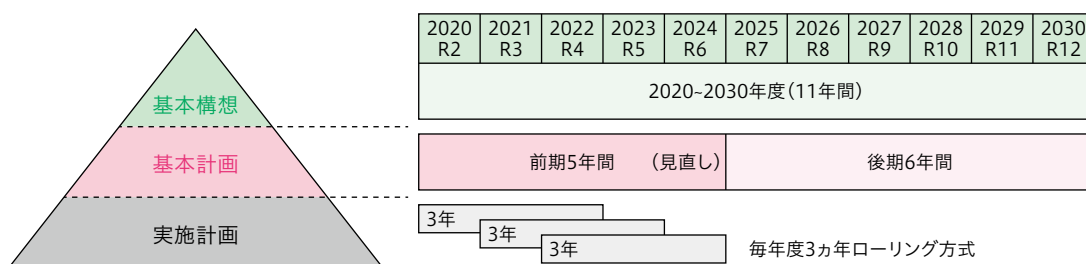 2020 2021 2022 2023 2024 2025 2026 2027 2028 2029 2030
R2 R3 R4 R5 R6 R7 R8 R9 R10 R11 R12
基本構想
2020~2030年度(11年間)
基本計画
前期5年間 (見直し) 後期6年間
実施計画
3年
3年
3年
毎年度3ヵ年ローリング方式